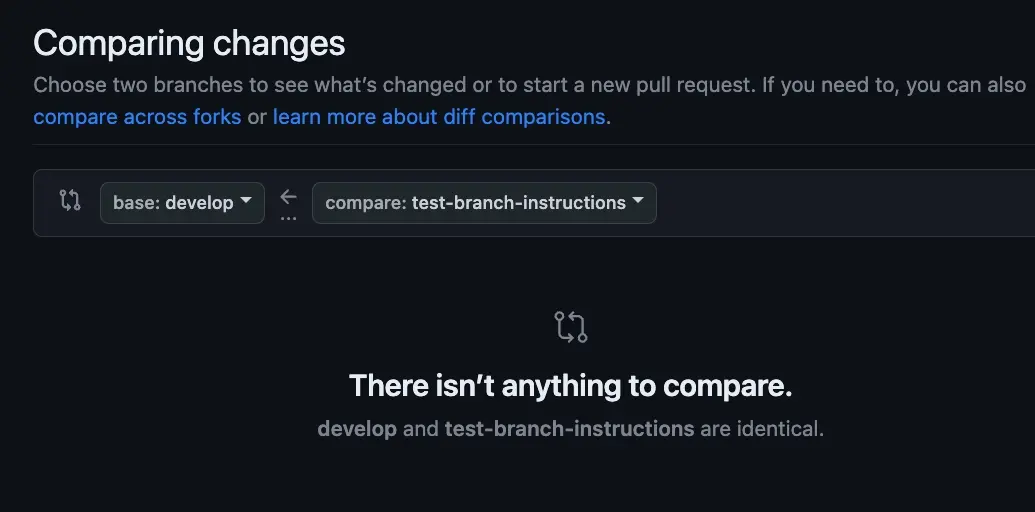 Comparing changes
Choose two branches to see what’s changed or to start a new pull request. If you need to, you can also
compare across forks or learn more about diff comparisons.
base: develop ... compare: test-branch-instructions
There isn’t anything to compare.
develop and test-branch-instructions are identical.